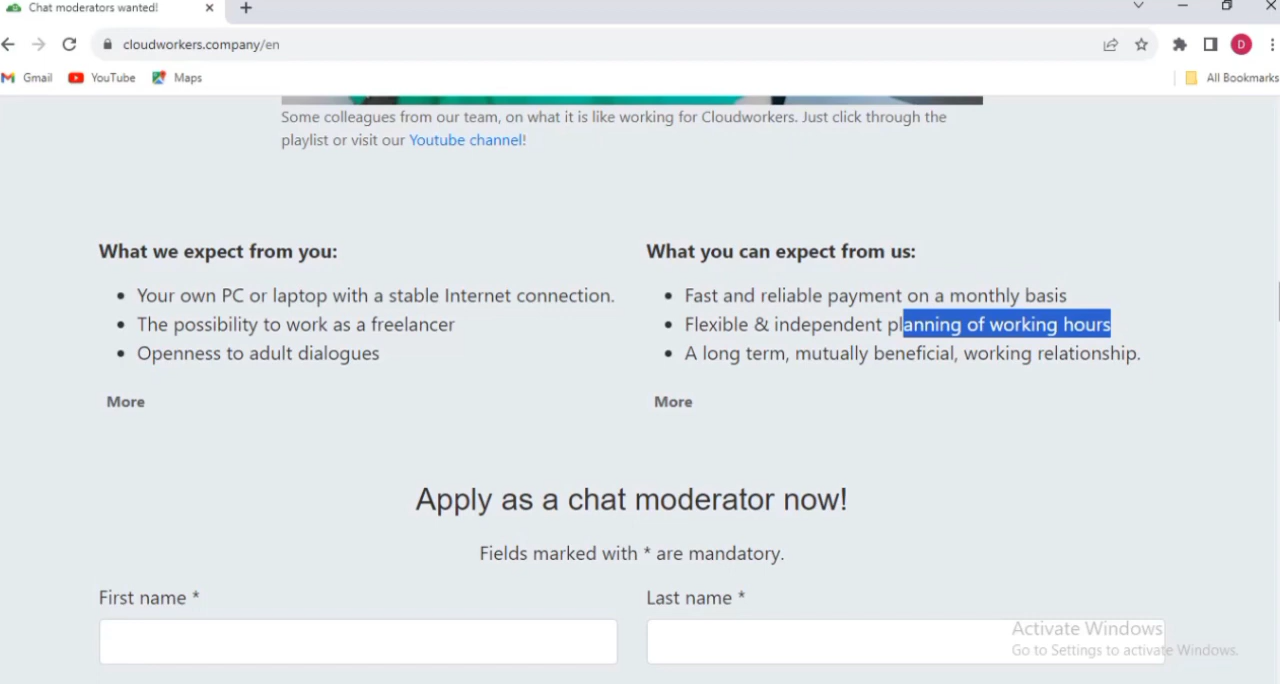 Chat moderators wanted!
cloudworkers.company/en
D
Gmail
YouTube
Maps
All Bookmarks
Some colleagues from our team, on what it is like working for Cloudworkers. Just click through the
playlist or visit our Youtube channel!
What we expect from you:
Your own PC or laptop with a stable Internet connection.
The possibility to work as a freelancer
Openness to adult dialogues
More
What you can expect from us:
Fast and reliable payment on a monthly basis
Flexible & independent planning of working hours
A long term, mutually beneficial, working relationship.
More
Apply as a chat moderator now!
Fields marked with * are mandatory.
First name *
Last name *
Activate Windows
Go to Settings to activate Windows.